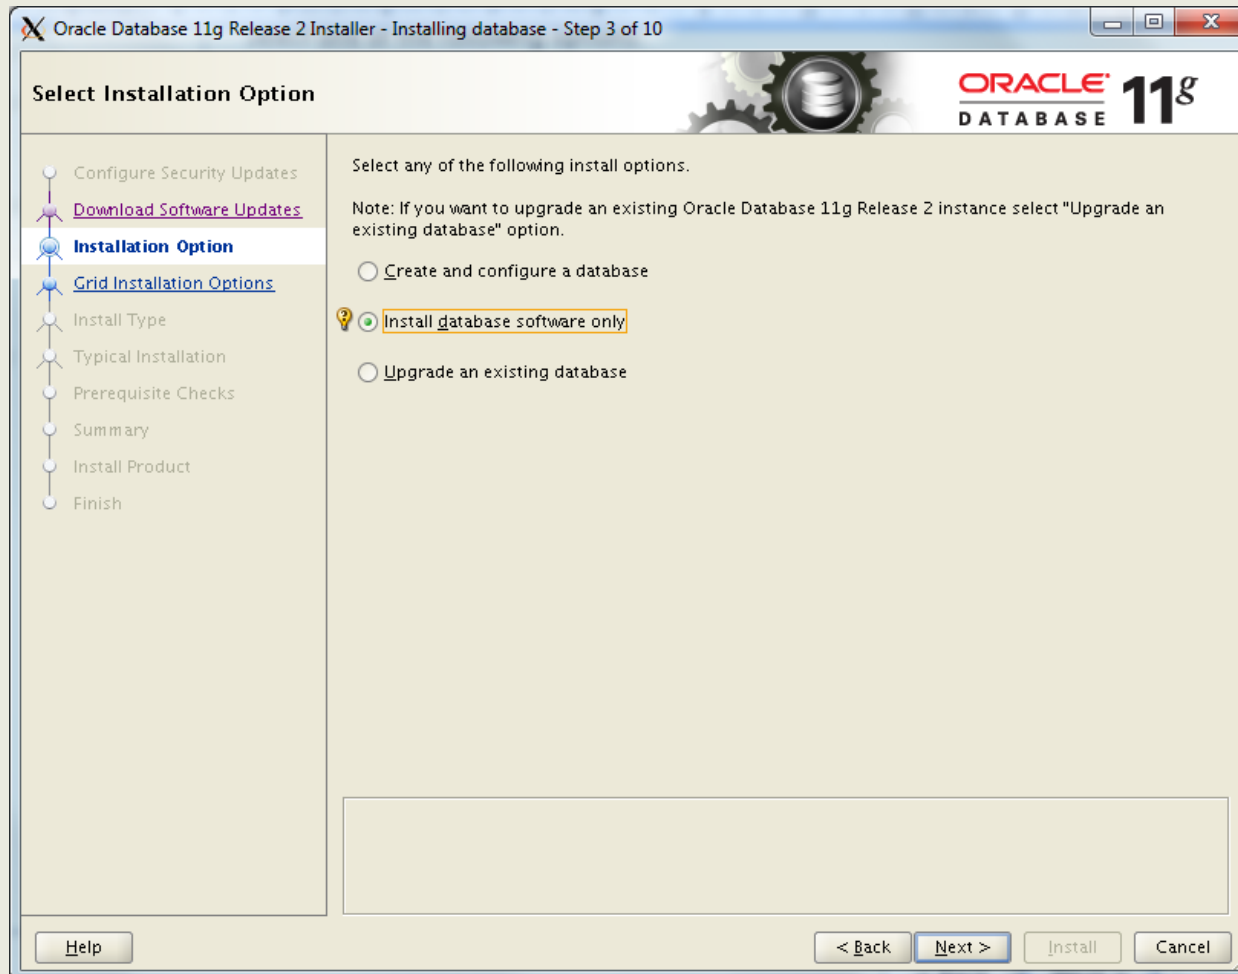 Oracle Database 11g Release 2 Installer - Installing database - Step 3 of 10
Select Installation Option
ORACLE
DATABASE
11g
Configure Security Updates
Download Software Updates
Installation Option
Grid Installation Options
Install Type
Typical Installation
Prerequisite Checks
Summary
Install Product
Finish
Select any of the following install options.
Note: If you want to upgrade an existing Oracle Database 11g Release 2 instance select "Upgrade an
existing database" option.
Create and configure a database
Install database software only
Upgrade an existing database
Help
< Back
Next >
Install
Cancel